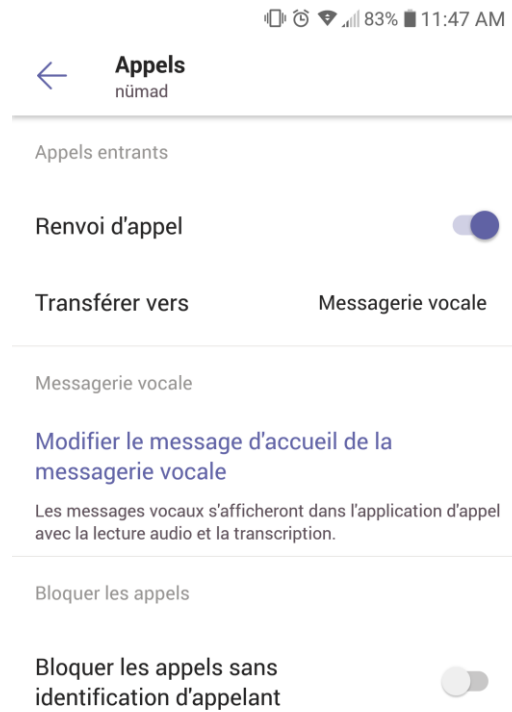 83% 11:47 AM
Appels
nümad
Appels entrants
Renvoi d'appel
Transférer vers Messagerie vocale
Messagerie vocale
Modifier le message d'accueil de la
messagerie vocale
Les messages vocaux s'afficheront dans l'application d'appel
avec la lecture audio et la transcription.
Bloquer les appels
Bloquer les appels sans
identification d'appelant